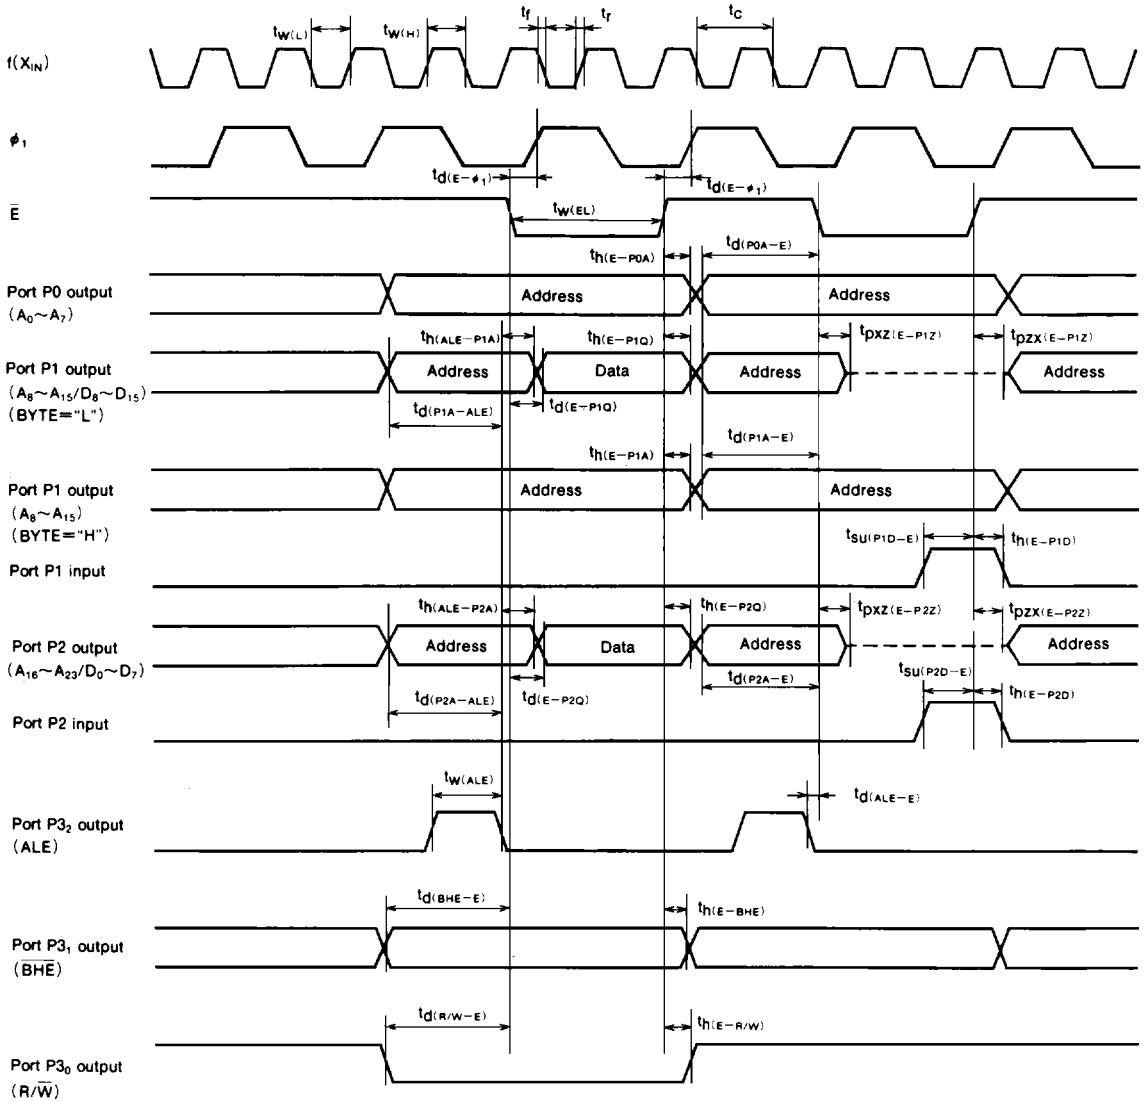 tf tr tC
tW(L) tW(H)
f(XIN)
ϕ1
td(E−ϕ1) td(E−ϕ1)
E̅ tW(EL)
th(E−P0A) td(P0A−E)
Port P0 output Address Address
(A0~A7)
th(ALE−P1A) th(E−P1Q) tpxz(E−P1Z) tpzx(E−P1Z)
Port P1 output Address Data Address Address
(A8~A15/D8~D15)
(BYTE="L") td(P1A−ALE) td(E−P1Q)
th(E−P1A) td(P1A−E)
Port P1 output Address Address
(A8~A15)
(BYTE="H")
tsu(P1D−E) th(E−P1D)
Port P1 input
th(ALE−P2A) th(E−P2Q) tpxz(E−P2Z) tpzx(E−P2Z)
Port P2 output Address Data Address Address
(A16~A23/D0~D7)
tsu(P2D−E)
td(P2A−ALE) td(E−P2Q) td(P2A−E) th(E−P2D)
Port P2 input
tW(ALE) td(ALE−E)
Port P32 output
(ALE)
td(BHE−E) th(E−BHE)
Port P31 output
(B̅H̅E̅)
td(R/W−E) th(E−R/W)
Port P30 output
(R/W̅)